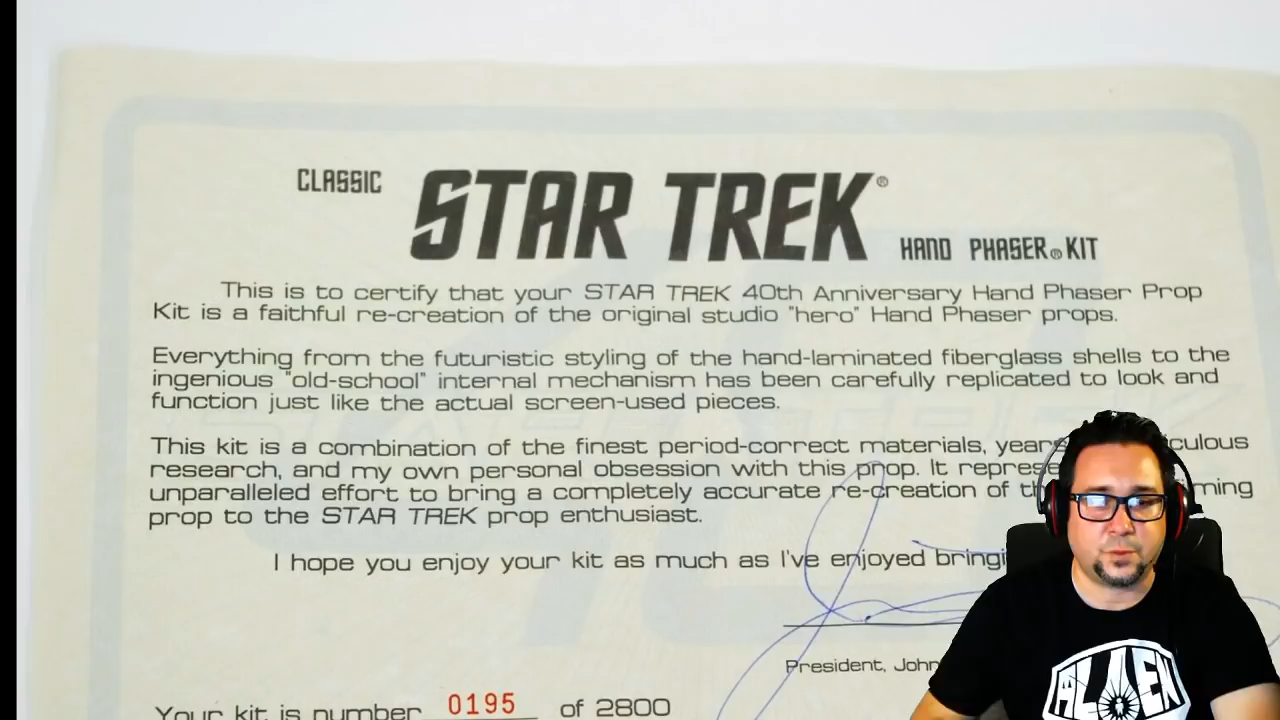 CLASSIC STAR TREK® HAND PHASER® KIT
This is to certify that your STAR TREK 40th Anniversary Hand Phaser Prop
Kit is a faithful re-creation of the original studio "hero" Hand Phaser props.
Everything from the futuristic styling of the hand-laminated fiberglass shells to the
ingenious "old-school" internal mechanism has been carefully replicated to look and
function just like the actual screen-used pieces.
This kit is a combination of the finest period-correct materials,
research, and my own personal obsession with this prop. It
unparalleled effort to bring a completely accurate re-creation of
prop to the STAR TREK prop enthusiast.
I hope you enjoy your kit as much as I've enjoyed
President, John
Your kit is number 0195 of 2800
ALIEN